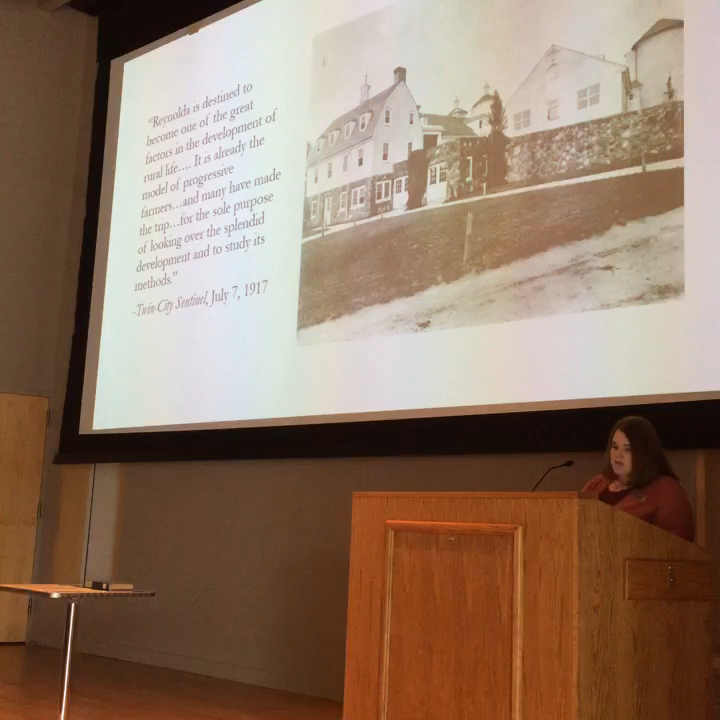 “Reynolda is destined to
become one of the great
factors in the development of
rural life…. It is already the
model of progressive
farmers…and many have made
the trip…for the sole purpose
of looking over the splendid
development and to study its
methods.”
-Twin-City Sentinel, July 7, 1917